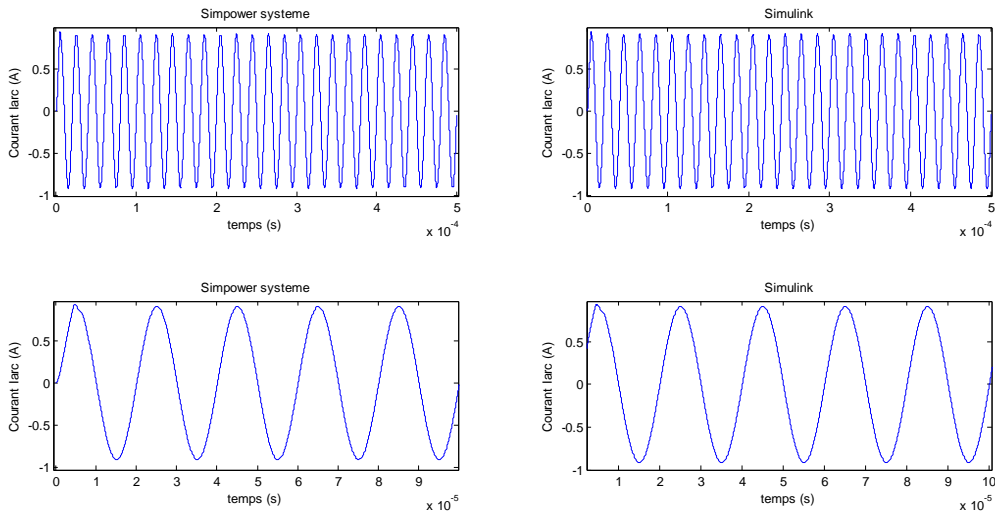 Simpower systeme
Courant Iarc (A)
0.5
0
-0.5
-1
0 1 2 3 4 5
temps (s)
x 10-4
Simulink
Courant Iarc (A)
0.5
0
-0.5
-1
0 1 2 3 4 5
temps (s)
x 10-4
Simpower systeme
Courant Iarc (A)
0.5
0
-0.5
-1
0 1 2 3 4 5 6 7 8 9
temps (s)
x 10-5
Simulink
Courant Iarc (A)
0.5
0
-0.5
-1
1 2 3 4 5 6 7 8 9 10
temps (s)
x 10-5